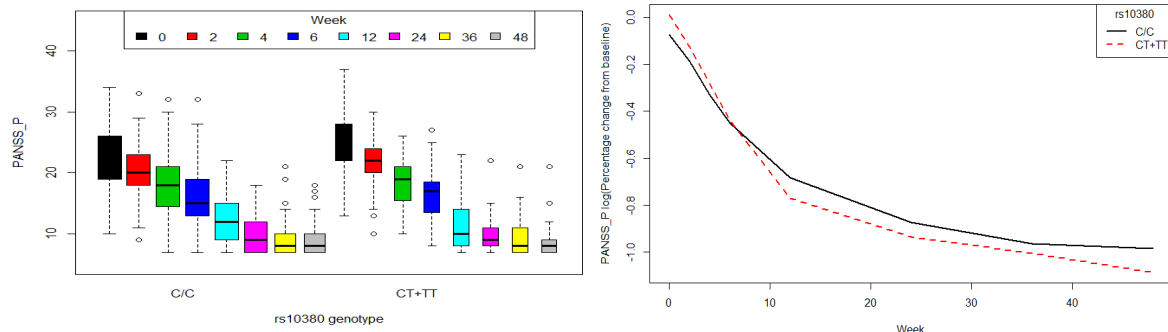 Week
0 2 4 6 12 24 36 48
PANSS_P
40
30
20
10
C/C CT+TT
rs10380 genotype
rs10380
C/C
CT+TT
PANSS_P log(Percentage change from baseline)
0.0
-0.2
-0.4
-0.6
-0.8
-1.0
0 10 20 30 40
Week